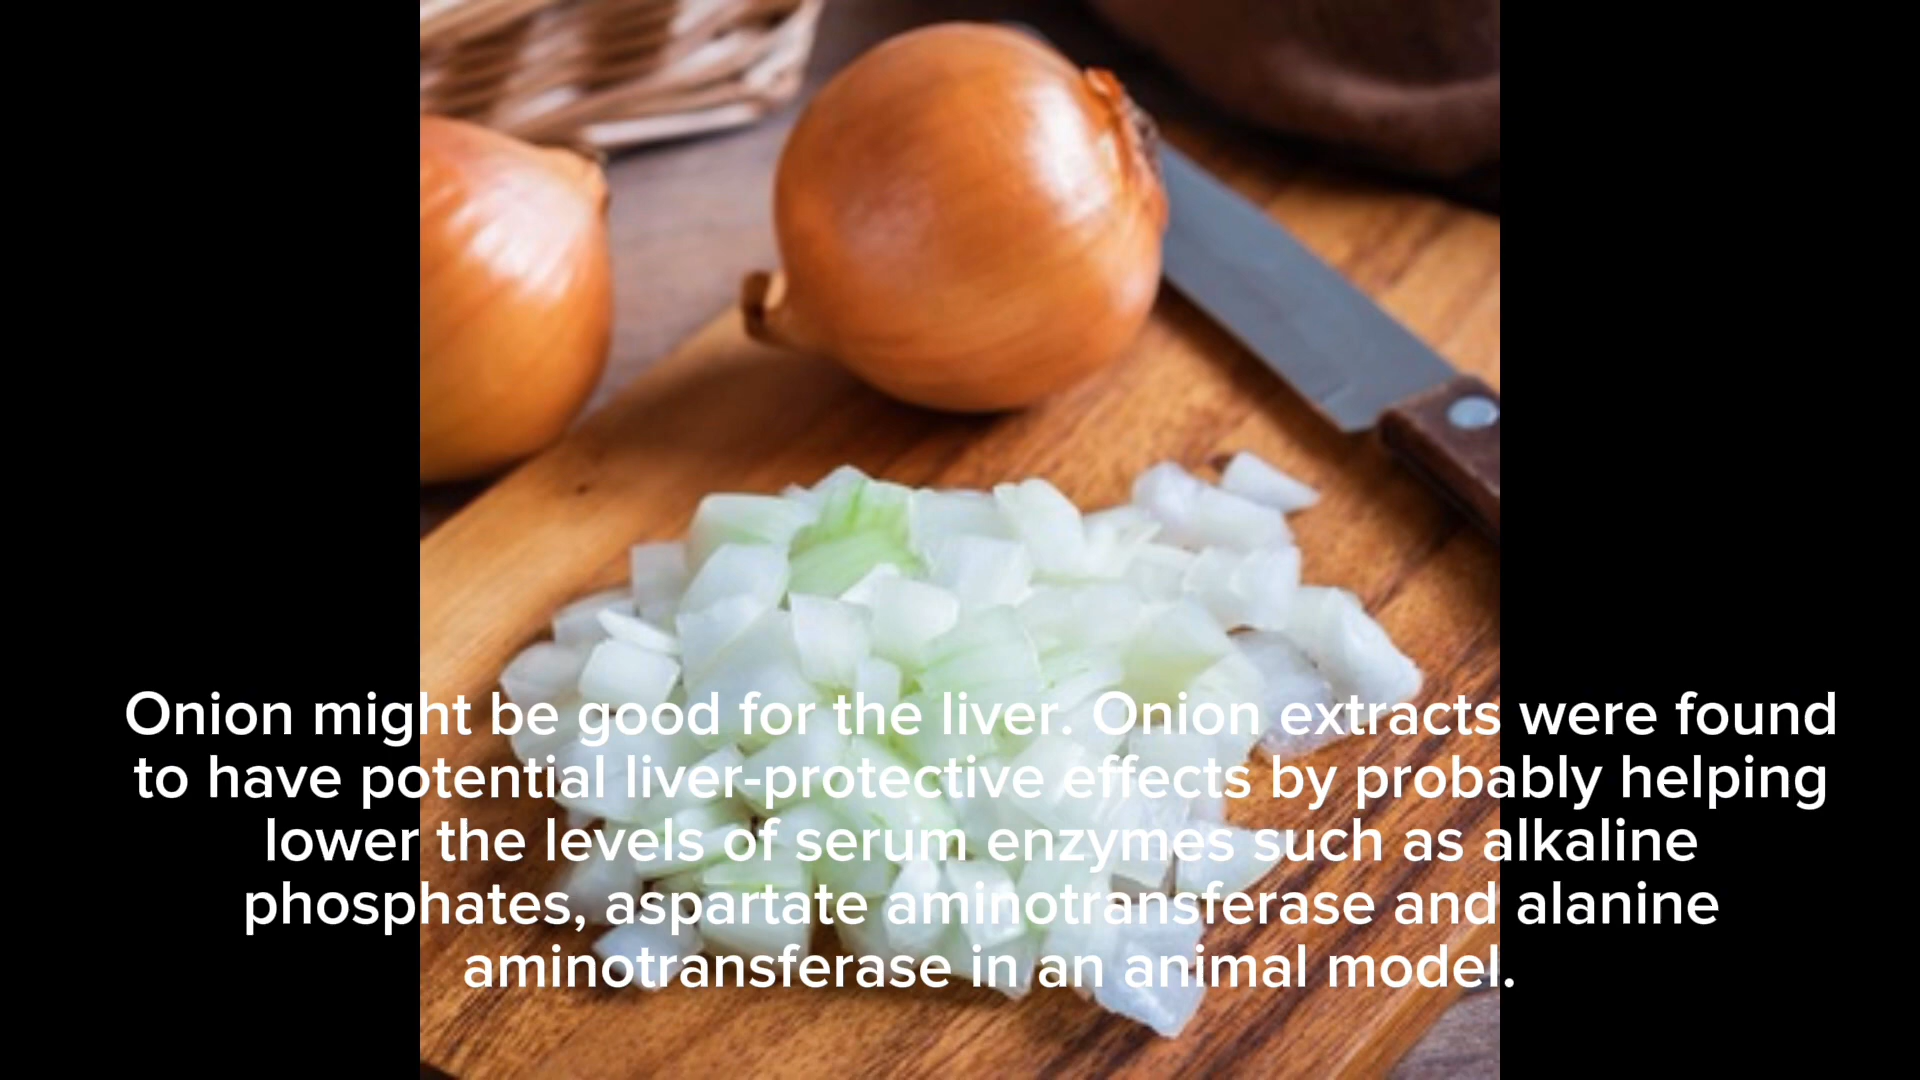 Onion might be good for the liver. Onion extracts were found
to have potential liver-protective effects by probably helping
lower the levels of serum enzymes such as alkaline
phosphates, aspartate aminotransferase and alanine
aminotransferase in an animal model.